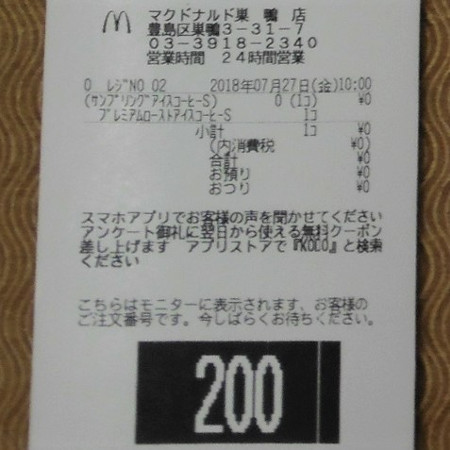 マクドナルド巣 鴨 店
豊島区巣鴨3-31-7
03-3918-2340
営業時間 24時間営業
0 レジNO 02 2018年07月27日(金)10:00
(サンプリングアイスコーヒーS) 0 (1コ) ¥0
プレミアムローストアイスコーヒーS 1コ
小計 1コ ¥0
(内消費税 ¥0)
合計 ¥0
お預り ¥0
おつり ¥0
スマホアプリでお客様の声を聞かせてください
アンケート御礼に翌日から使える無料クーポン
差し上げます アプリストアで『KODO』と検索
ください
こちらはモニターに表示されます、お客様の
ご注文番号です。今しばらくお待ちください。
200